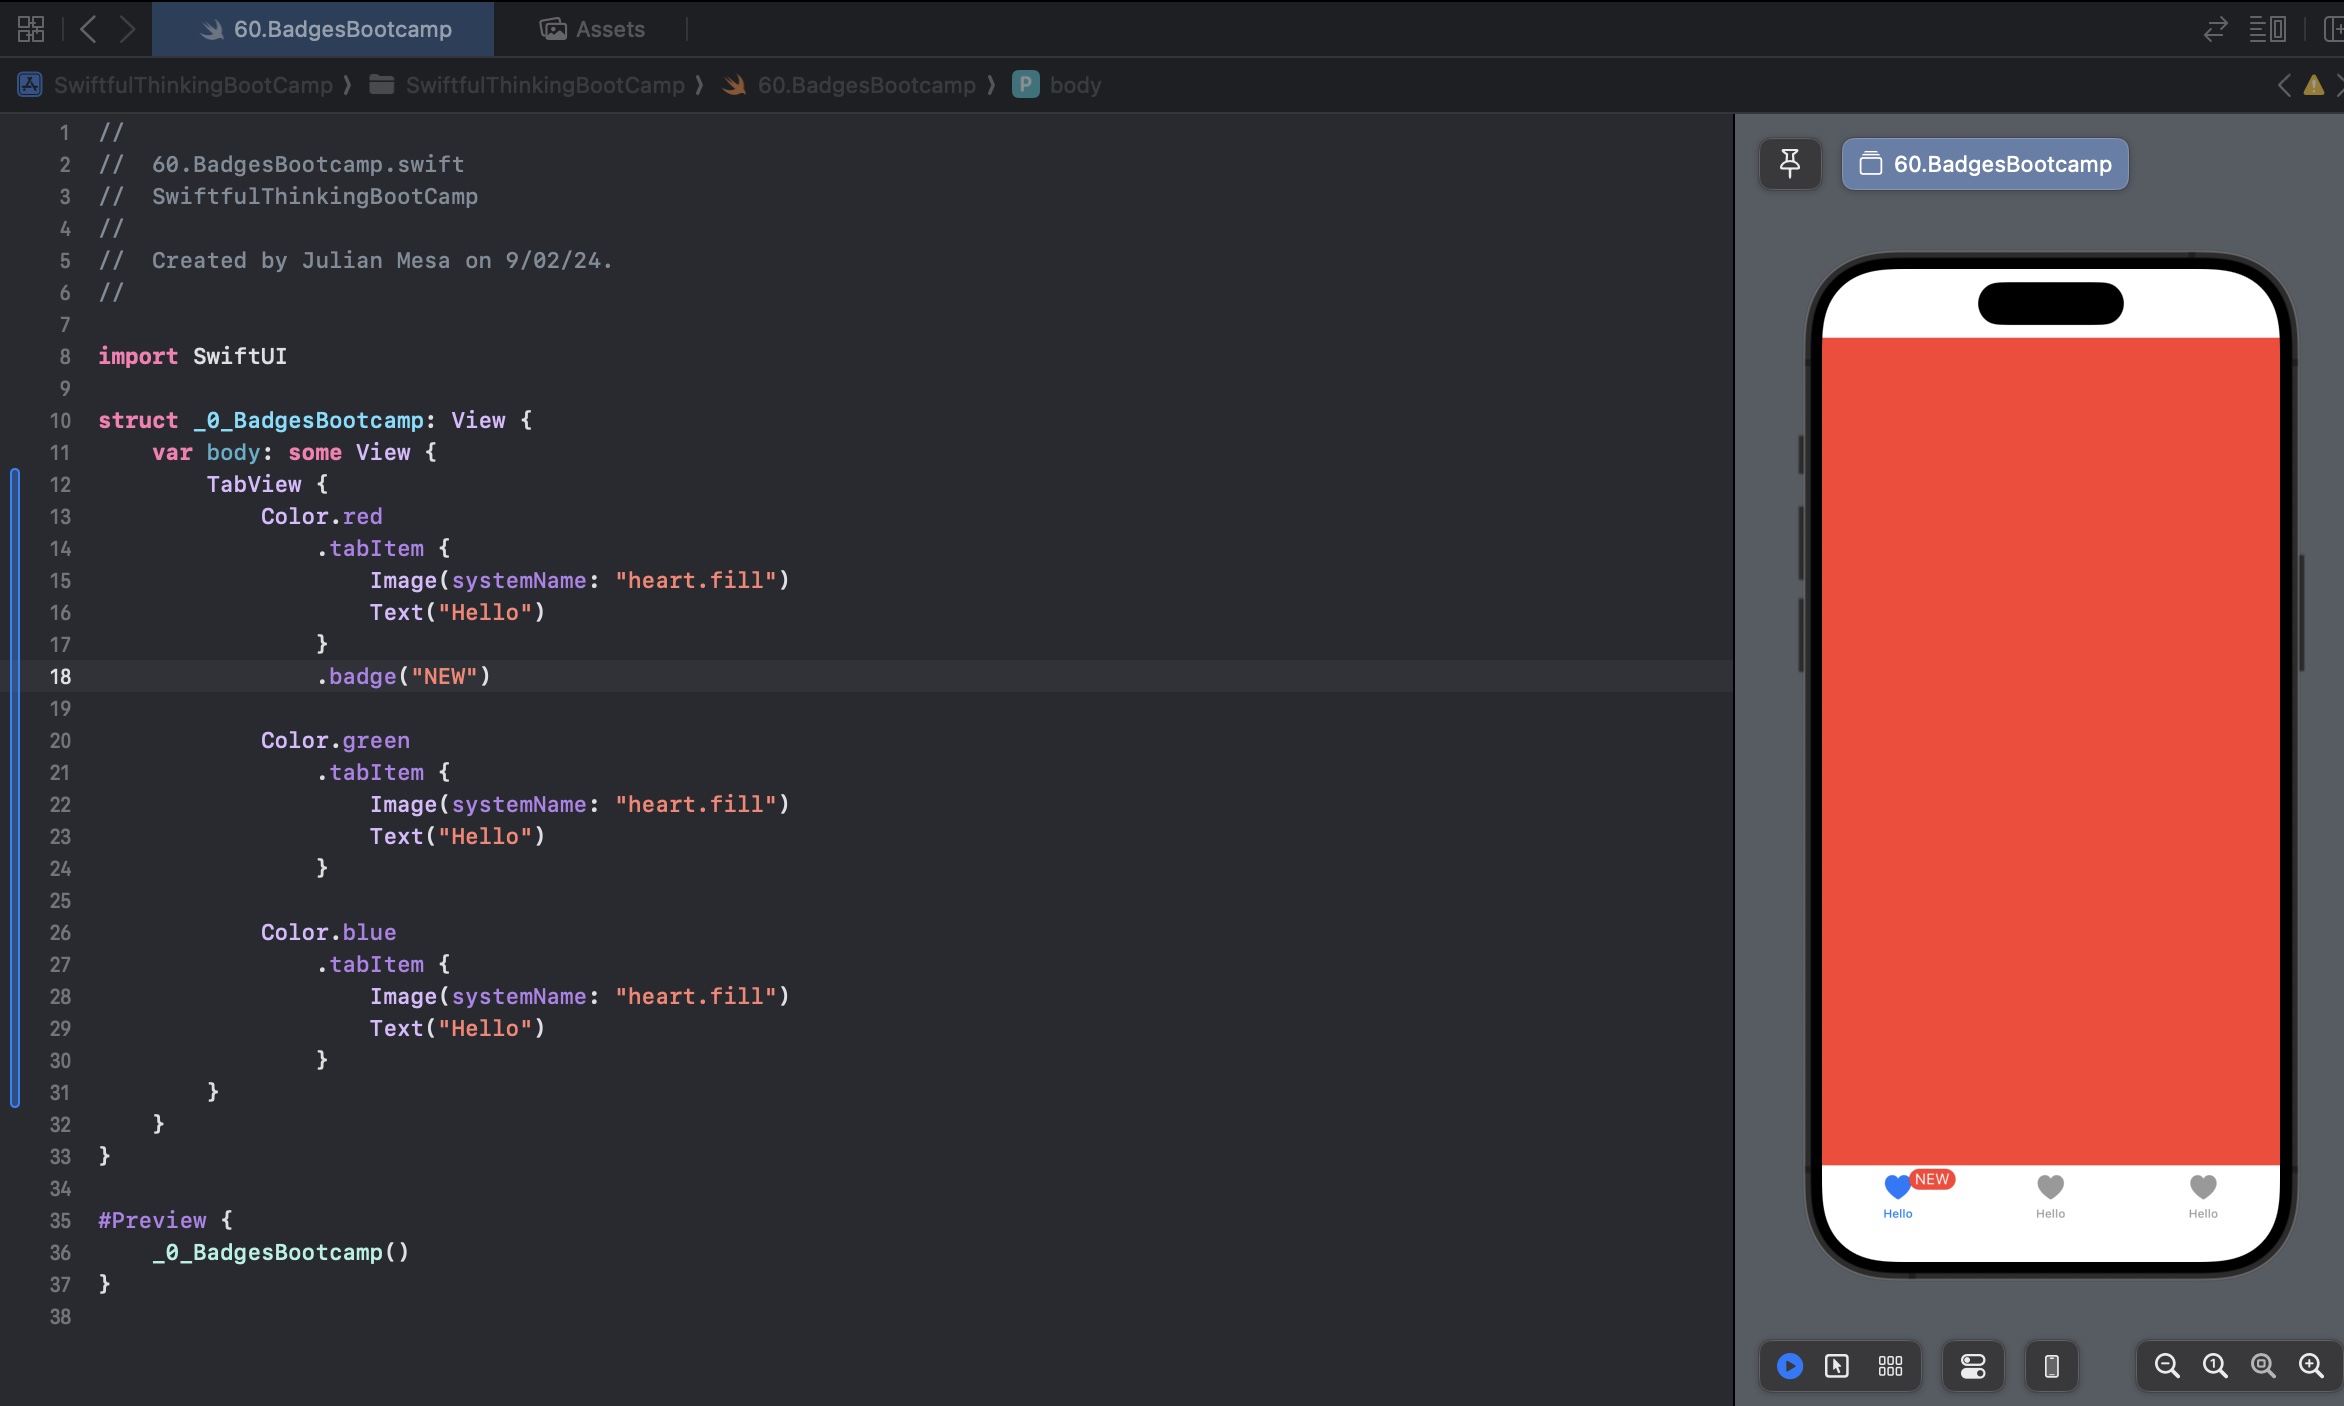 60.BadgesBootcamp
Assets
SwiftfulThinkingBootCamp ⟩ SwiftfulThinkingBootCamp ⟩ 60.BadgesBootcamp ⟩ P body
1 //
2 //  60.BadgesBootcamp.swift
3 //  SwiftfulThinkingBootCamp
4 //
5 //  Created by Julian Mesa on 9/02/24.
6 //
7
8 import SwiftUI
9
10 struct _0_BadgesBootcamp: View {
11     var body: some View {
12         TabView {
13             Color.red
14                 .tabItem {
15                     Image(systemName: "heart.fill")
16                     Text("Hello")
17                 }
18                 .badge("NEW")
19
20             Color.green
21                 .tabItem {
22                     Image(systemName: "heart.fill")
23                     Text("Hello")
24                 }
25
26             Color.blue
27                 .tabItem {
28                     Image(systemName: "heart.fill")
29                     Text("Hello")
30                 }
31         }
32     }
33 }
34
35 #Preview {
36     _0_BadgesBootcamp()
37 }
38
60.BadgesBootcamp
NEW
Hello
Hello
Hello